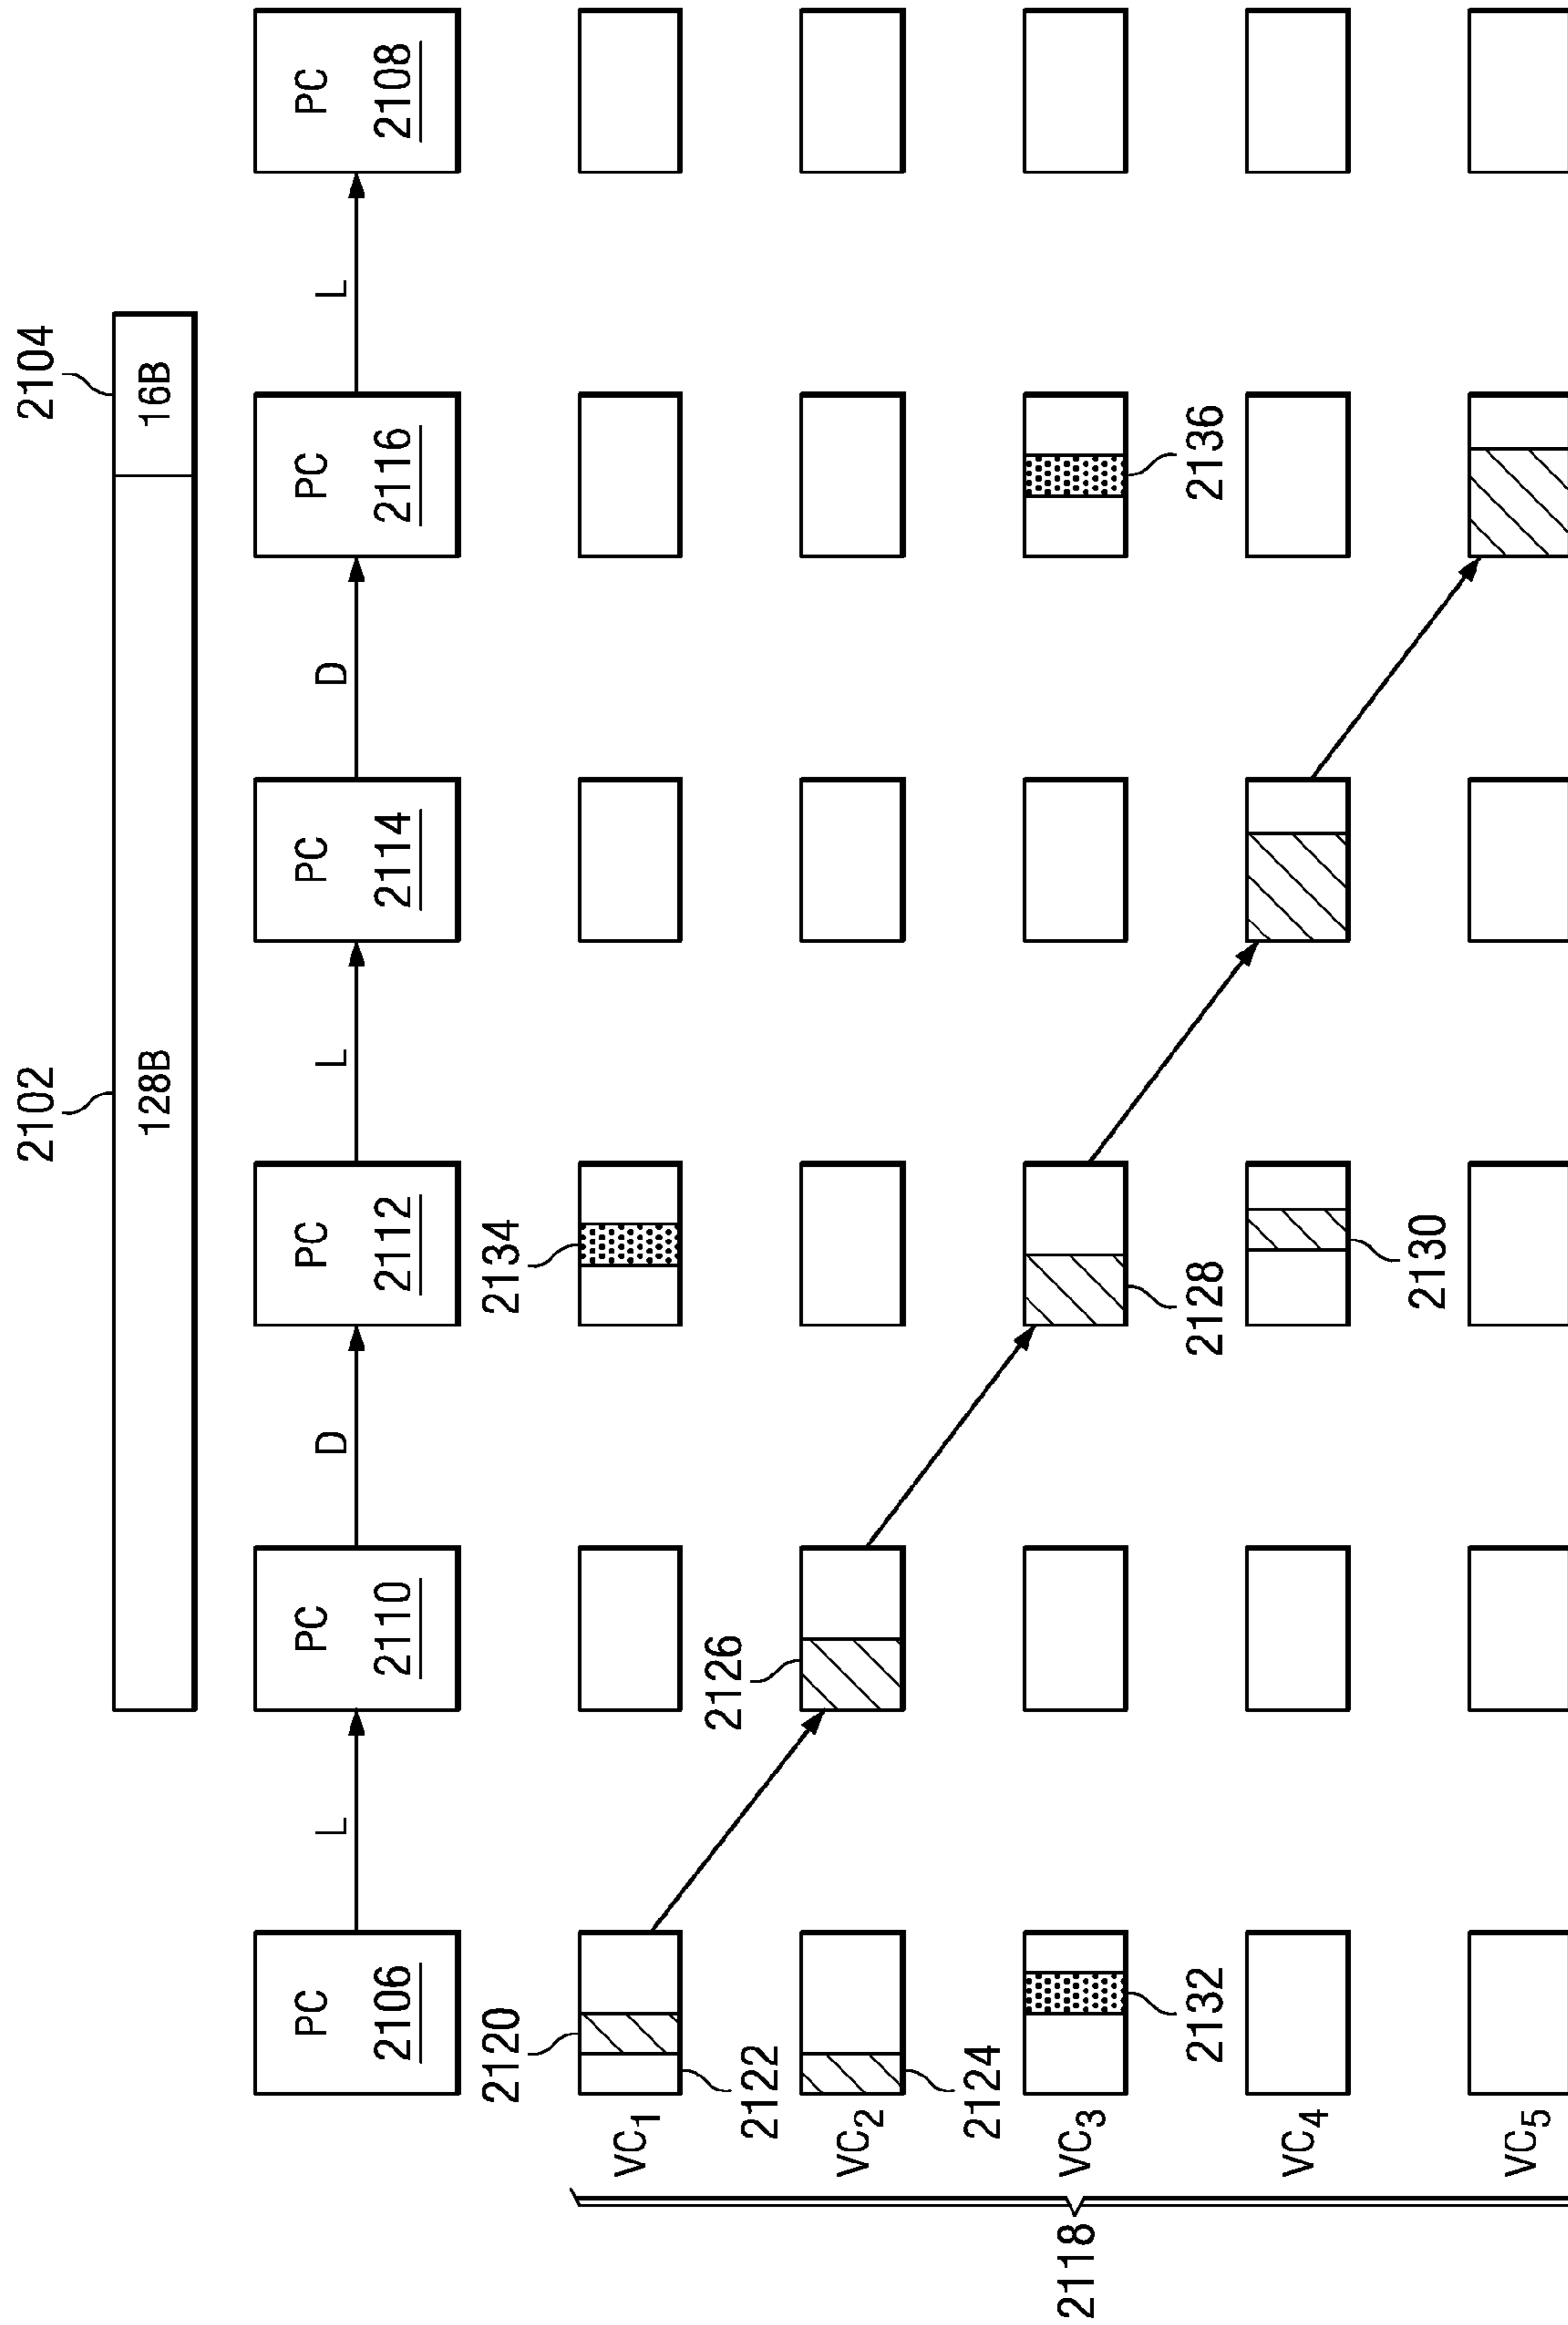 2102 2104
128B 16B
PC PC PC PC PC PC
L D L D L
2106 2110 2112 2114 2116 2108
2120 2134
VC1
2126
2122
VC2
2124
2118 VC3
2132 2128 2136
VC4
2130
VC5